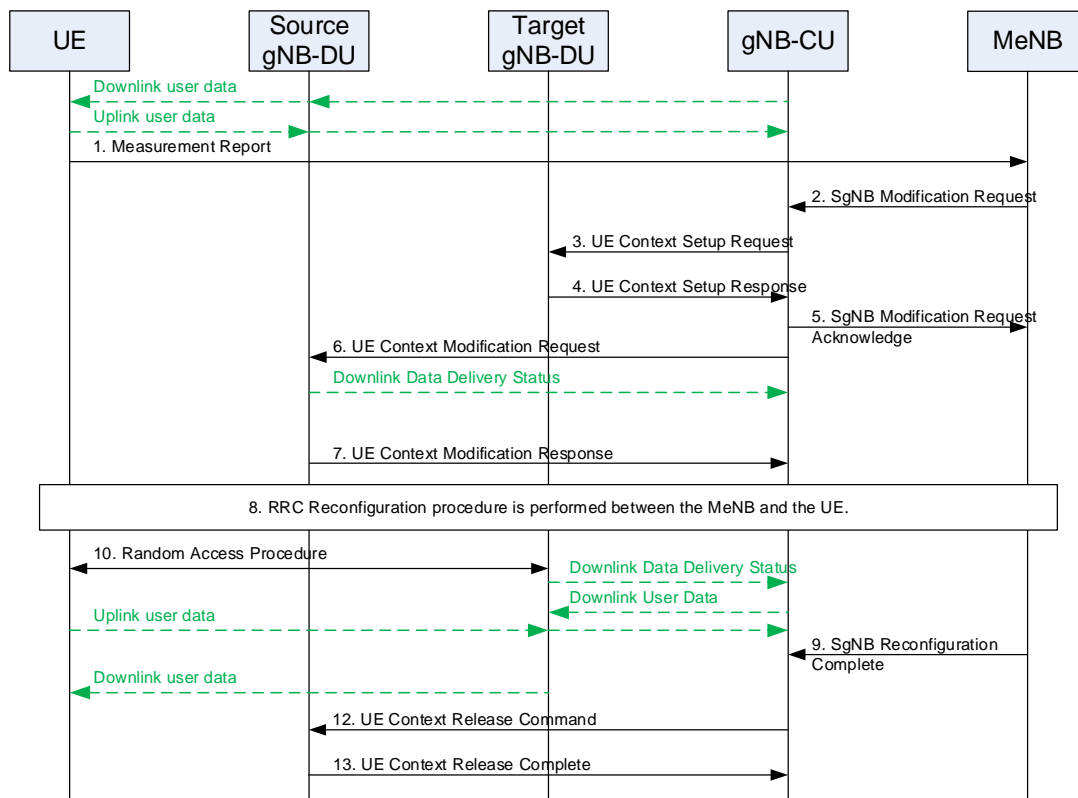 UE
Source
gNB-DU
Target
gNB-DU
gNB-CU
MeNB
Downlink user data
Uplink user data
1. Measurement Report
2. SgNB Modification Request
3. UE Context Setup Request
4. UE Context Setup Response
5. SgNB Modification Request
Acknowledge
6. UE Context Modification Request
Downlink Data Delivery Status
7. UE Context Modification Response
8. RRC Reconfiguration procedure is performed between the MeNB and the UE.
10. Random Access Procedure
Downlink Data Delivery Status
Downlink User Data
Uplink user data
9. SgNB Reconfiguration
Complete
Downlink user data
12. UE Context Release Command
13. UE Context Release Complete